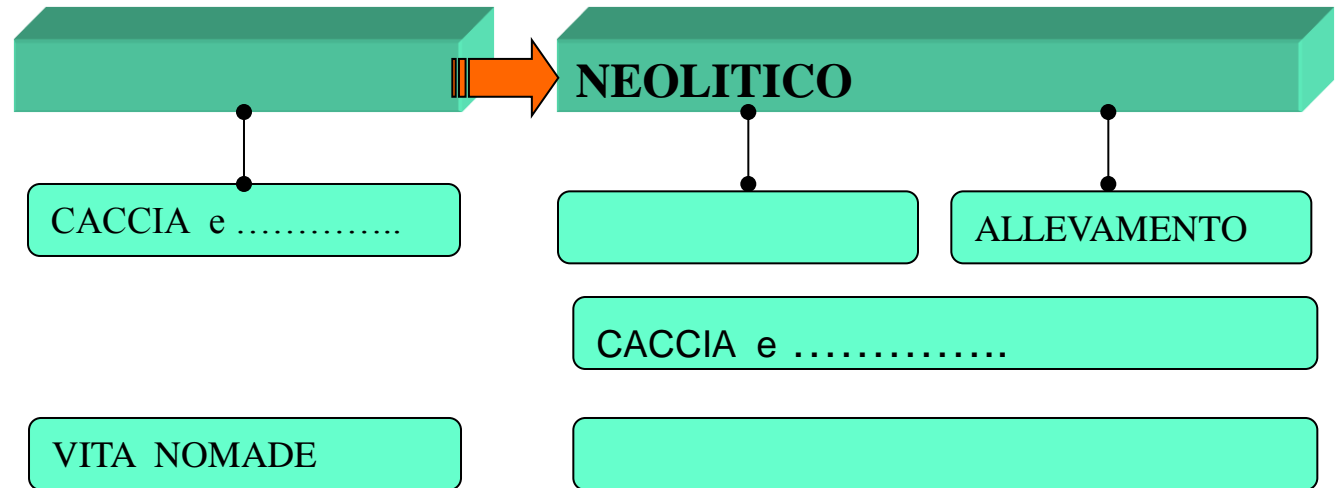 NEOLITICO
CACCIA e …………..
ALLEVAMENTO
CACCIA e …………..
VITA NOMADE